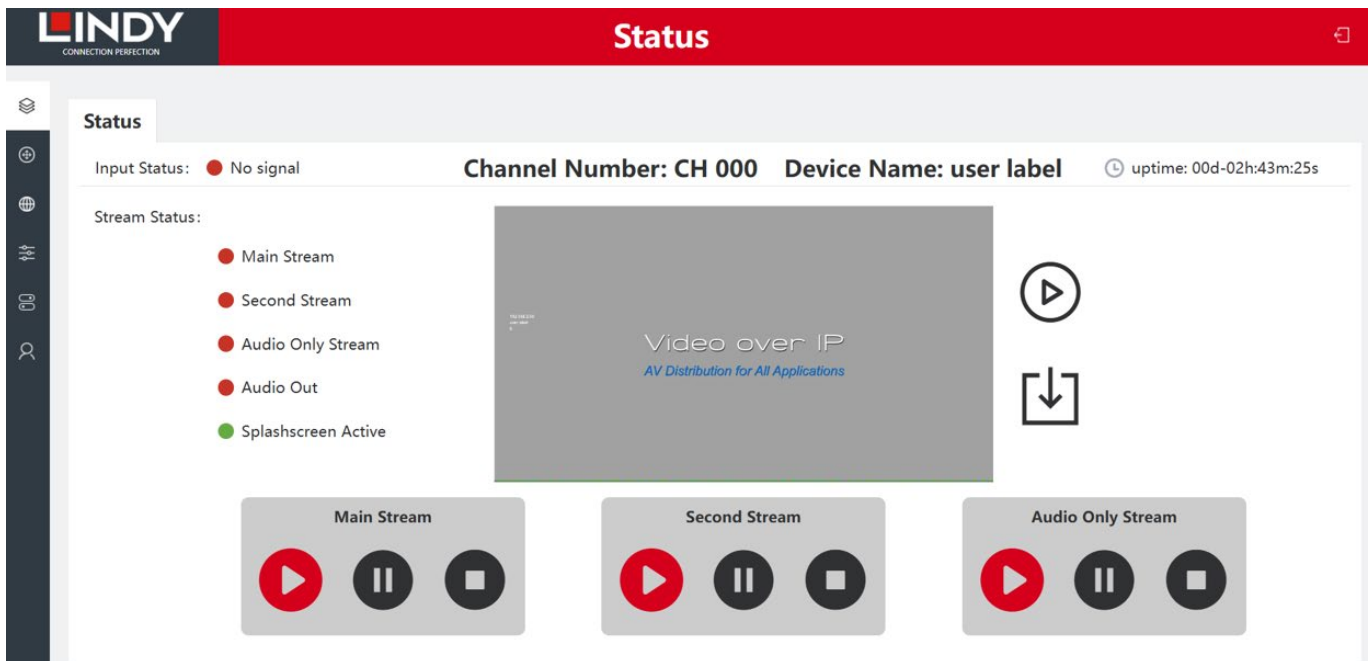 LINDY
CONNECTION PERFECTION
Status
Status
Input Status: No signal
Channel Number: CH 000 Device Name: user label
uptime: 00d-02h:43m:25s
Stream Status:
Main Stream
Second Stream
Audio Only Stream
Audio Out
Splashscreen Active
user label
Video over IP
AV Distribution for All Applications
Main Stream
Second Stream
Audio Only Stream